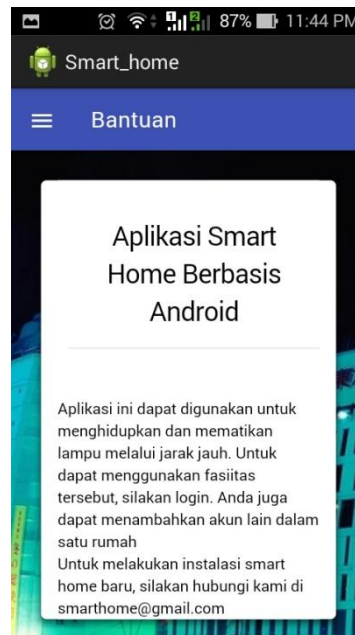 1 2 87% 11:44 PM
Smart_home
Bantuan
Aplikasi Smart
Home Berbasis
Android
Aplikasi ini dapat digunakan untuk
menghidupkan dan mematikan
lampu melalui jarak jauh. Untuk
dapat menggunakan fasiitas
tersebut, silakan login. Anda juga
dapat menambahkan akun lain dalam
satu rumah
Untuk melakukan instalasi smart
home baru, silakan hubungi kami di
smarthome@gmail.com